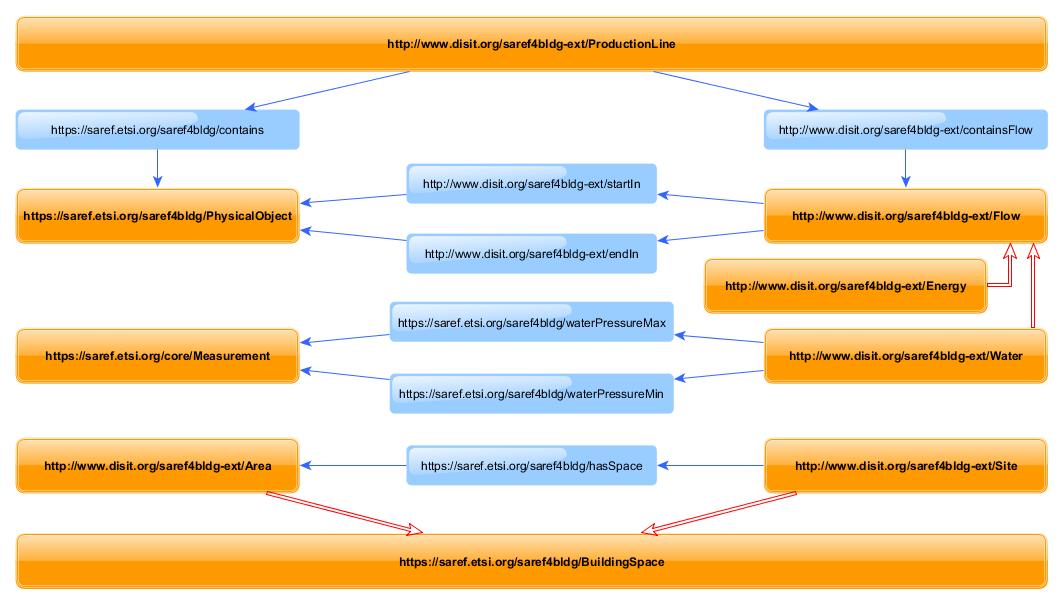 http://www.disit.org/saref4bldg-ext/ProductionLine
https://saref.etsi.org/saref4bldg/contains
http://www.disit.org/saref4bldg-ext/containsFlow
http://www.disit.org/saref4bldg-ext/startIn
https://saref.etsi.org/saref4bldg/PhysicalObject
http://www.disit.org/saref4bldg-ext/Flow
http://www.disit.org/saref4bldg-ext/endIn
http://www.disit.org/saref4bldg-ext/Energy
https://saref.etsi.org/saref4bldg/waterPressureMax
https://saref.etsi.org/core/Measurement
http://www.disit.org/saref4bldg-ext/Water
https://saref.etsi.org/saref4bldg/waterPressureMin
http://www.disit.org/saref4bldg-ext/Area
https://saref.etsi.org/saref4bldg/hasSpace
http://www.disit.org/saref4bldg-ext/Site
https://saref.etsi.org/saref4bldg/BuildingSpace